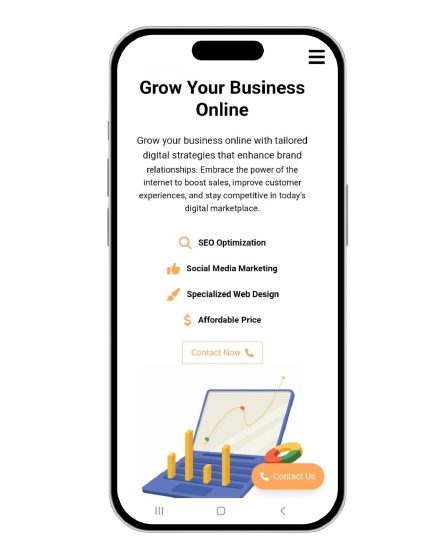 Grow Your Business
Online
Grow your business online with tailored
digital strategies that enhance brand
relationships. Embrace the power of the
internet to boost sales, improve customer
experiences, and stay competitive in today's
digital marketplace.
SEO Optimization
Social Media Marketing
Specialized Web Design
Affordable Price
Contact Now
Contact Us